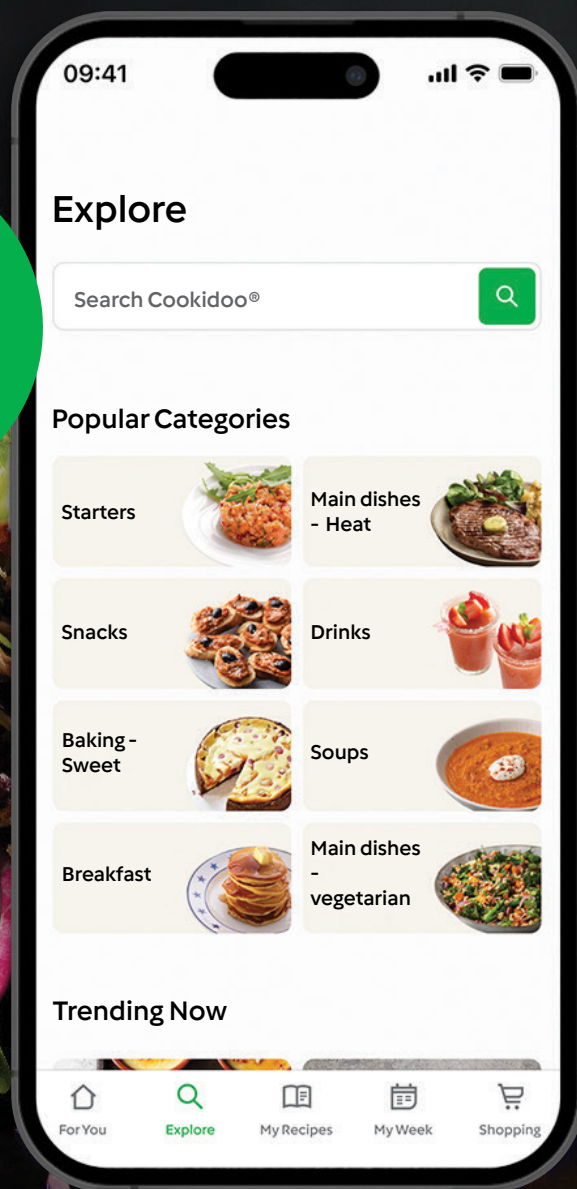 09:41
Explore
Search Cookidoo®
Popular Categories
Starters
Main dishes
- Heat
Snacks
Drinks
Baking -
Sweet
Soups
Breakfast
Main dishes
-
vegetarian
Trending Now
For You
Explore
My Recipes
My Week
Shopping